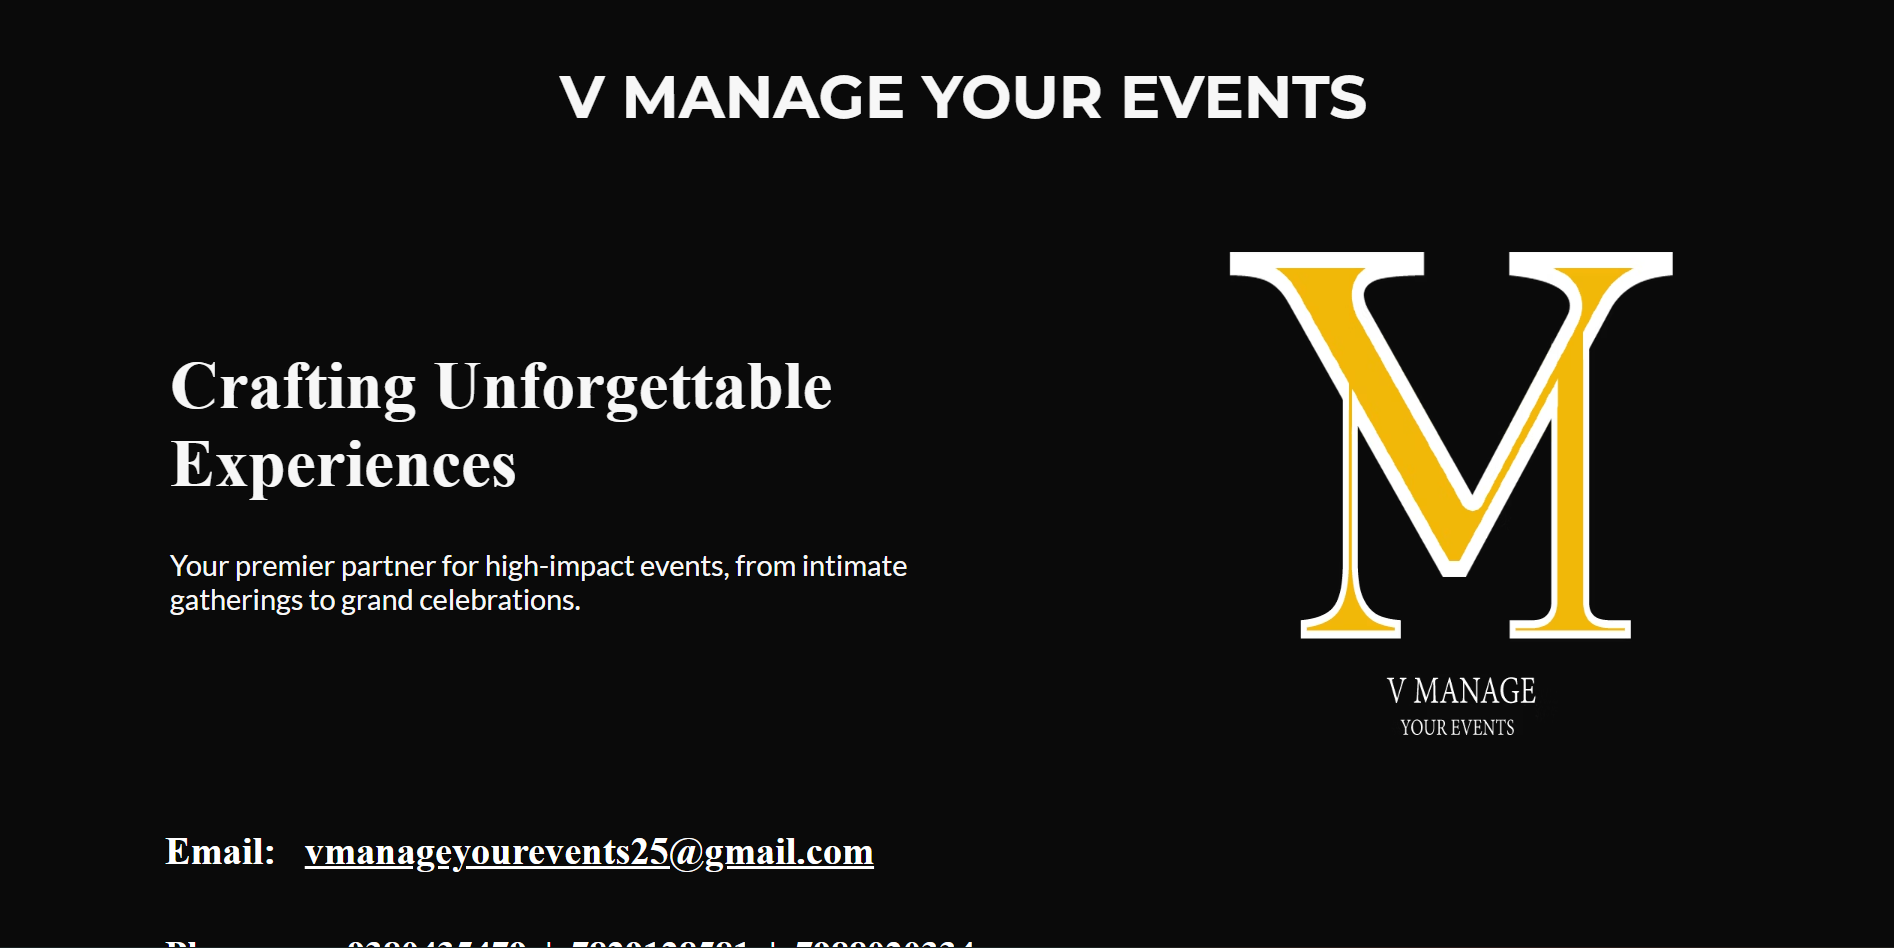 V MANAGE YOUR EVENTS
Crafting Unforgettable
Experiences
Your premier partner for high-impact events, from intimate
gatherings to grand celebrations.
VM
V MANAGE
YOUR EVENTS
Email: vmanageyourevents25@gmail.com